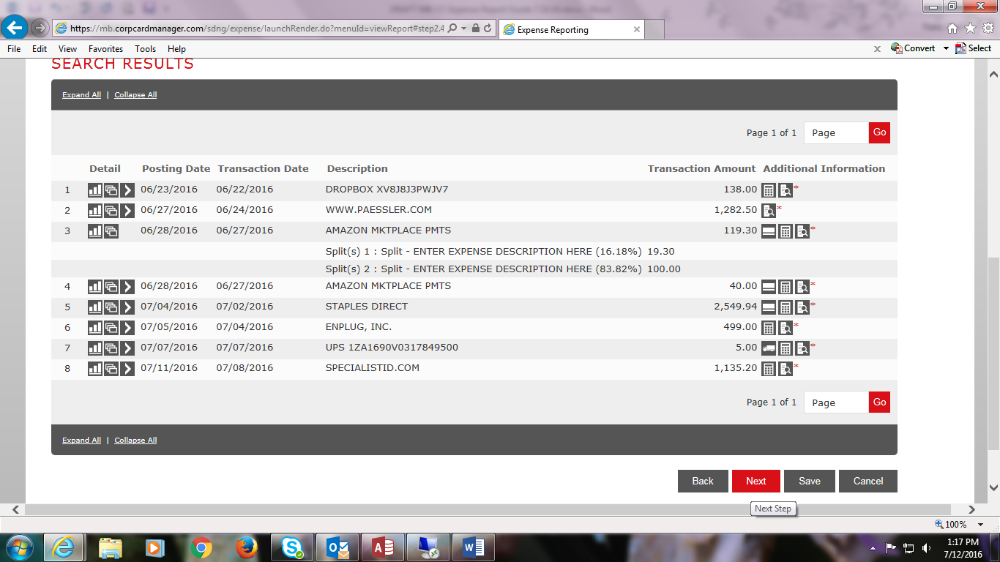 https://mb.corpcardmanager.com/sdng/expense/launchRender.do?menuId=viewReport#step2.4
Expense Reporting
File Edit View Favorites Tools Help
x Convert Select
SEARCH RESULTS
Expand All | Collapse All
Page 1 of 1 Page Go
Detail Posting Date Transaction Date Description Transaction Amount Additional Information
1 06/23/2016 06/22/2016 DROPBOX XV8J8J3PWJV7 138.00 *
2 06/27/2016 06/24/2016 WWW.PAESSLER.COM 1,282.50 *
3 06/28/2016 06/27/2016 AMAZON MKTPLACE PMTS 119.30 *
Split(s) 1 : Split - ENTER EXPENSE DESCRIPTION HERE (16.18%) 19.30
Split(s) 2 : Split - ENTER EXPENSE DESCRIPTION HERE (83.82%) 100.00
4 06/28/2016 06/27/2016 AMAZON MKTPLACE PMTS 40.00 *
5 07/04/2016 07/02/2016 STAPLES DIRECT 2,549.94 *
6 07/05/2016 07/04/2016 ENPLUG, INC. 499.00 *
7 07/07/2016 07/07/2016 UPS 1ZA1690V0317849500 5.00 *
8 07/11/2016 07/08/2016 SPECIALISTID.COM 1,135.20 *
Page 1 of 1 Page Go
Expand All | Collapse All
Back Next Save Cancel
Next Step
100%
1:17 PM
7/12/2016